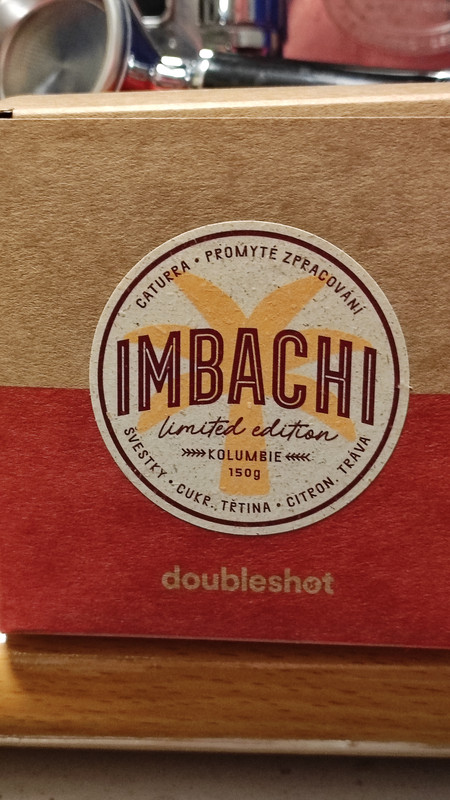 CATURRA • PROMYTÉ ZPRACOVÁNÍ
IMBACHI
limited edition
KOLUMBIE
150g
ŠVESTKY • CUKR. TŘTINA • CITRON. TRÁVA
doubleshot